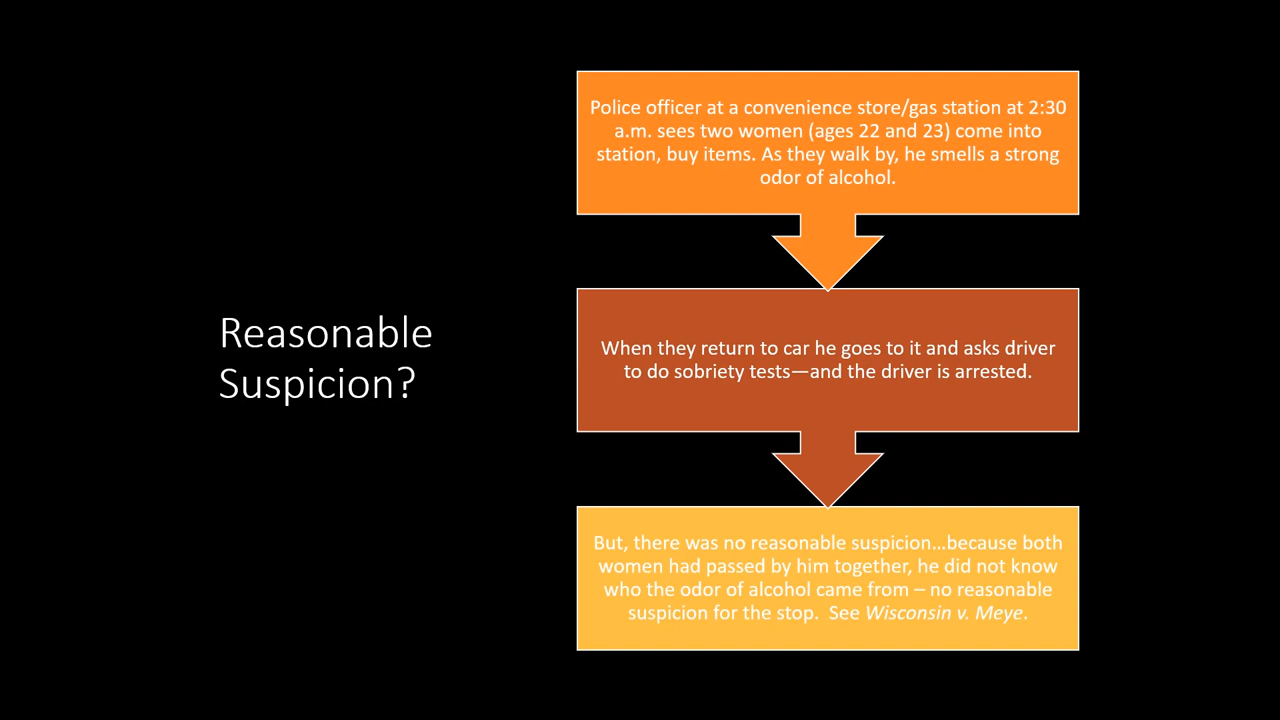 Reasonable
Suspicion?
Police officer at a convenience store/gas station at 2:30
a.m. sees two women (ages 22 and 23) come into
station, buy items. As they walk by, he smells a strong
odor of alcohol.
When they return to car he goes to it and asks driver
to do sobriety tests—and the driver is arrested.
But, there was no reasonable suspicion…because both
women had passed by him together, he did not know
who the odor of alcohol came from – no reasonable
suspicion for the stop.  See Wisconsin v. Meye.